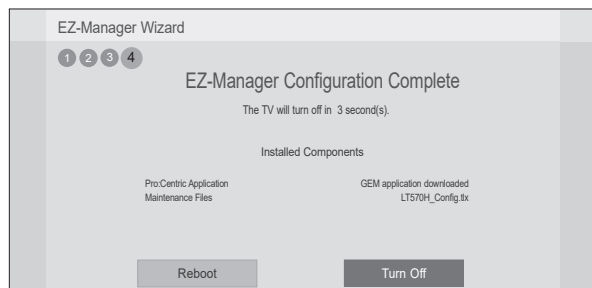 EZ-Manager Wizard
1 2 3 4
EZ-Manager Configuration Complete
The TV will turn off in 3 second(s).
Installed Components
Pro:Centric Application GEM application downloaded
Maintenance Files LT570H_Config.tlx
Reboot Turn Off